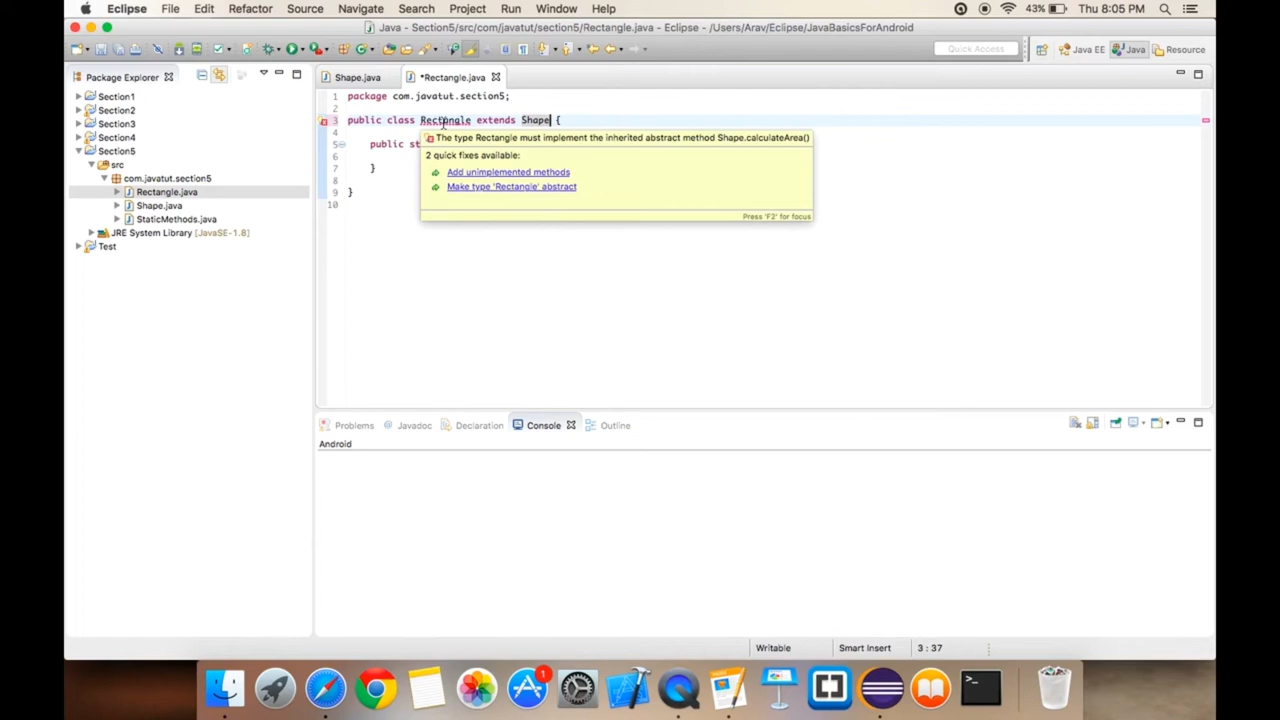 Eclipse File Edit Refactor Source Navigate Search Project Run Window Help 43% Thu 8:05 PM
Java - Section5/src/com/javatut/section5/Rectangle.java - Eclipse - /Users/Arav/Eclipse/JavaBasicsForAndroid
Quick Access Java EE Java Resource
Package Explorer
Section1
Section2
Section3
Section4
Section5
src
com.javatut.section5
Rectangle.java
Shape.java
StaticMethods.java
JRE System Library [JavaSE-1.8]
Test
Shape.java *Rectangle.java
1 package com.javatut.section5;
2
3 public class Rectangle extends Shape {
4
5 public st
6
7 }
8
9 }
10
The type Rectangle must implement the inherited abstract method Shape.calculateArea()
2 quick fixes available:
Add unimplemented methods
Make type 'Rectangle' abstract
Press 'F2' for focus
Problems Javadoc Declaration Console Outline
Android
Writable Smart Insert 3 : 37
1